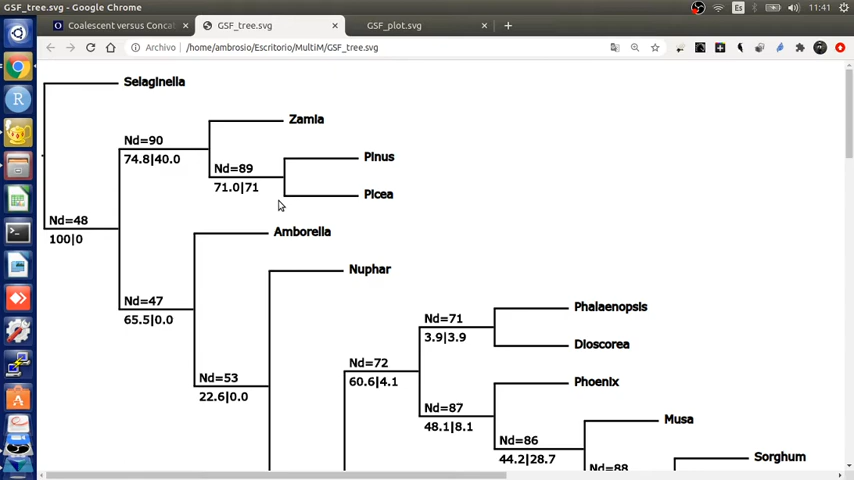 GSF_tree.svg - Google Chrome
Es
11:41
Coalescent versus Conca
GSF_tree.svg
GSF_plot.svg
Archivo
/home/ambrosio/Escritorio/MultiM/GSF_tree.svg
Selaginella
Zamia
Nd=90
74.8|40.0
Pinus
Nd=89
71.0|71
Picea
Nd=48
100|0
Amborella
Nuphar
Nd=47
65.5|0.0
Phalaenopsis
Nd=71
3.9|3.9
Dioscorea
Nd=72
60.6|4.1
Nd=53
22.6|0.0
Phoenix
Nd=87
48.1|8.1
Musa
Nd=86
44.2|28.7
Sorghum
Nd=88